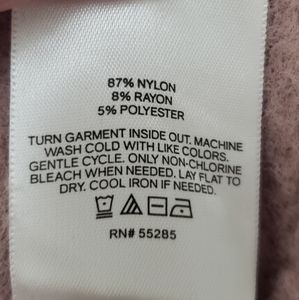 87% NYLON
8% RAYON
5% POLYESTER
TURN GARMENT INSIDE OUT. MACHINE
WASH COLD WITH LIKE COLORS.
GENTLE CYCLE. ONLY NON-CHLORINE
BLEACH WHEN NEEDED. LAY FLAT TO
DRY. COOL IRON IF NEEDED.
RN# 55285